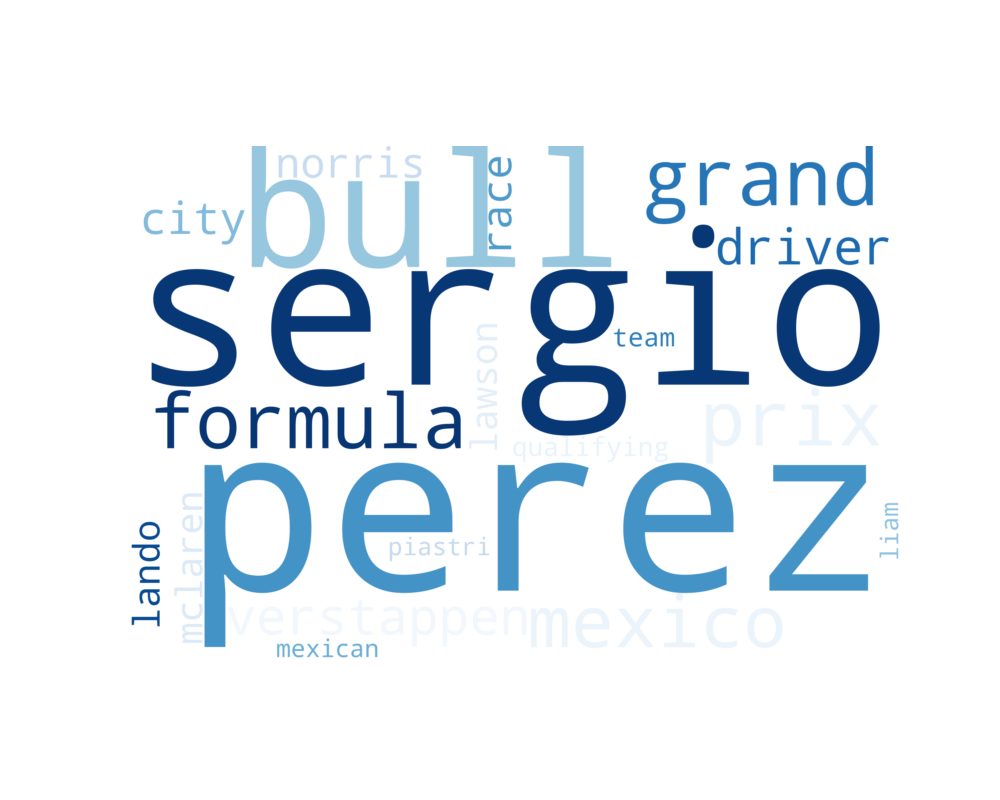 norris
bull
race
grand
city
driver
sergio
team
lawson
formula
prix
qualifying
perez
lando
mclaren
piastri
liam
verstappen
mexico
mexican